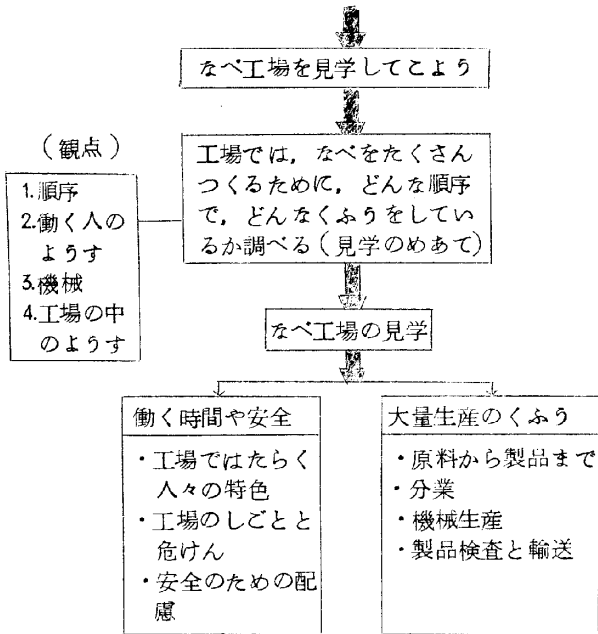 なべ工場を見学してこよう
(観点)
1.順序
2.働く人の
ようす
3.機械
4.工場の中
のようす
工場では，なべをたくさん
つくるために，どんな順序
で，どんなくふうをしてい
るか調べる(見学のめあて)
なべ工場の見学
働く時間や安全
・工場ではたらく
人々の特色
・工場のしごとと
危けん
・安全のための配
慮
大量生産のくふう
・原料から製品まで
・分業
・機械生産
・製品検査と輸送